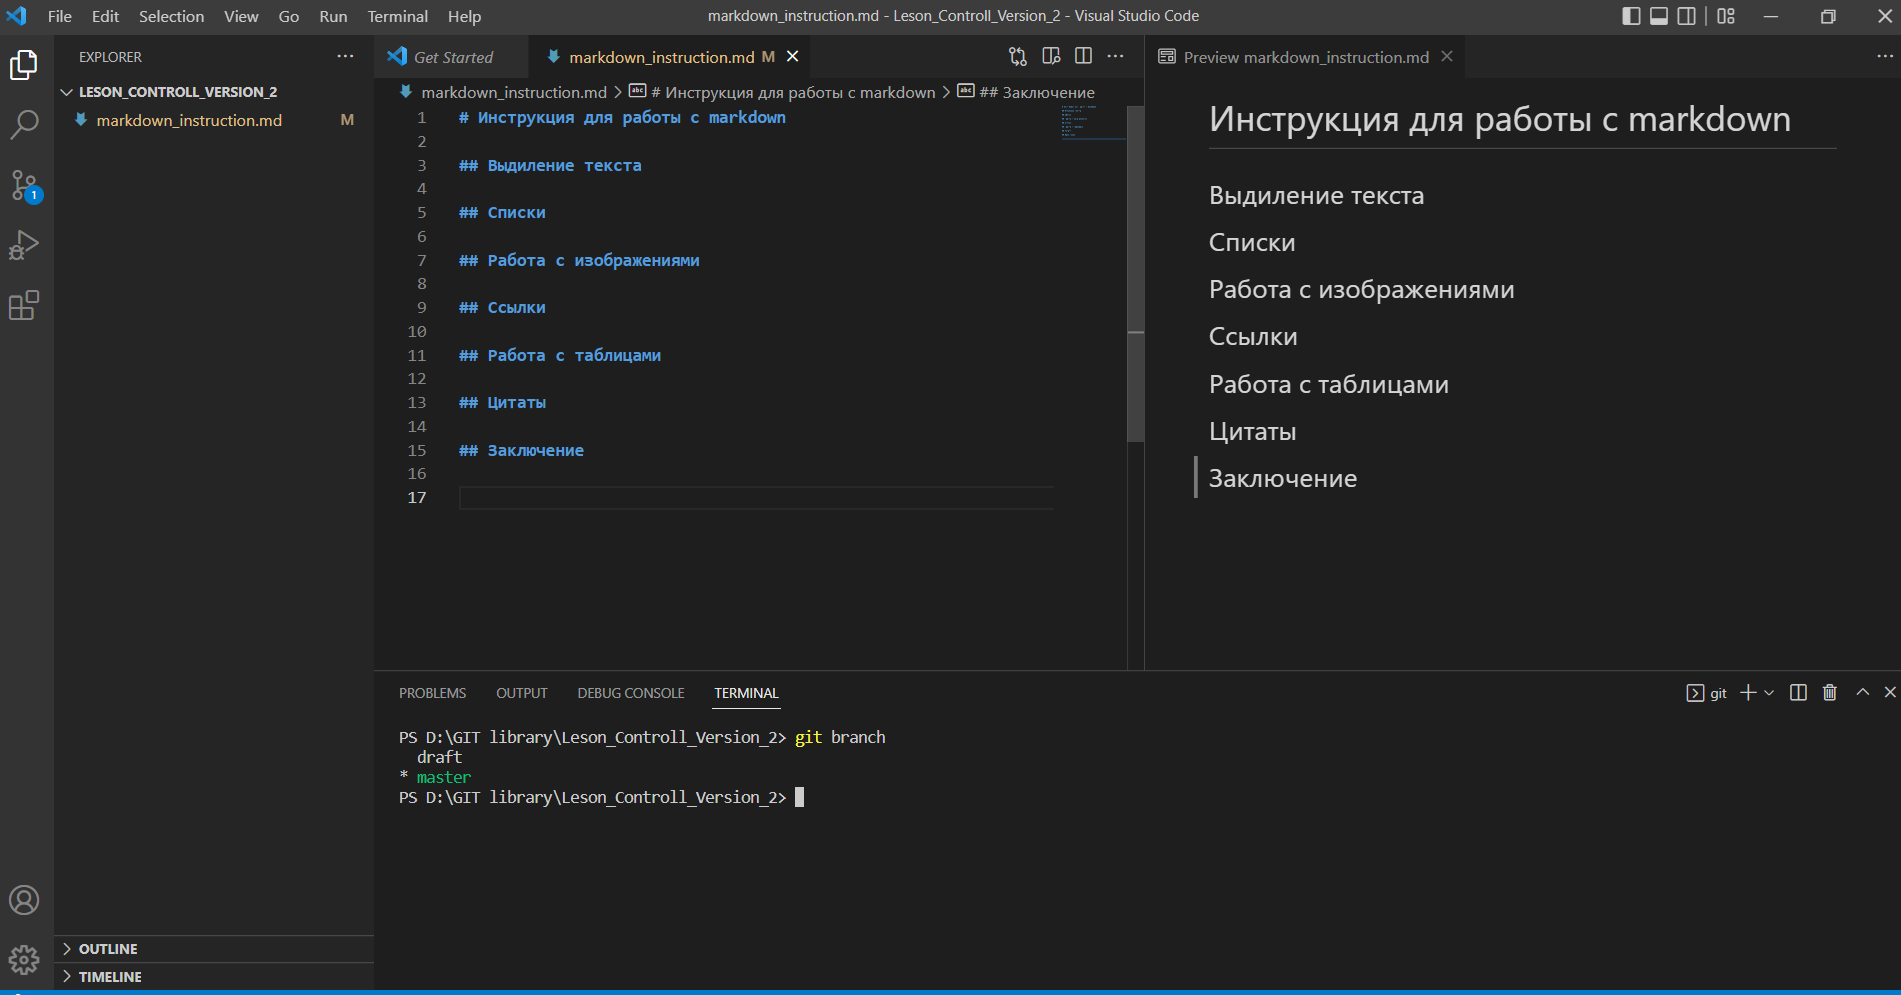 File Edit Selection View Go Run Terminal Help
markdown_instruction.md - Leson_Controll_Version_2 - Visual Studio Code
EXPLORER
LESON_CONTROLL_VERSION_2
markdown_instruction.md M
1
OUTLINE
TIMELINE
Get Started
markdown_instruction.md M
markdown_instruction.md > # Инструкция для работы с markdown > ## Заключение
1 # Инструкция для работы с markdown
2
3 ## Выдиление текста
4
5 ## Списки
6
7 ## Работа с изображениями
8
9 ## Ссылки
10
11 ## Работа с таблицами
12
13 ## Цитаты
14
15 ## Заключение
16
17
Preview markdown_instruction.md
Инструкция для работы с markdown
Выдиление текста
Списки
Работа с изображениями
Ссылки
Работа с таблицами
Цитаты
Заключение
PROBLEMS OUTPUT DEBUG CONSOLE TERMINAL
git
PS D:\GIT library\Leson_Controll_Version_2> git branch
draft
* master
PS D:\GIT library\Leson_Controll_Version_2>